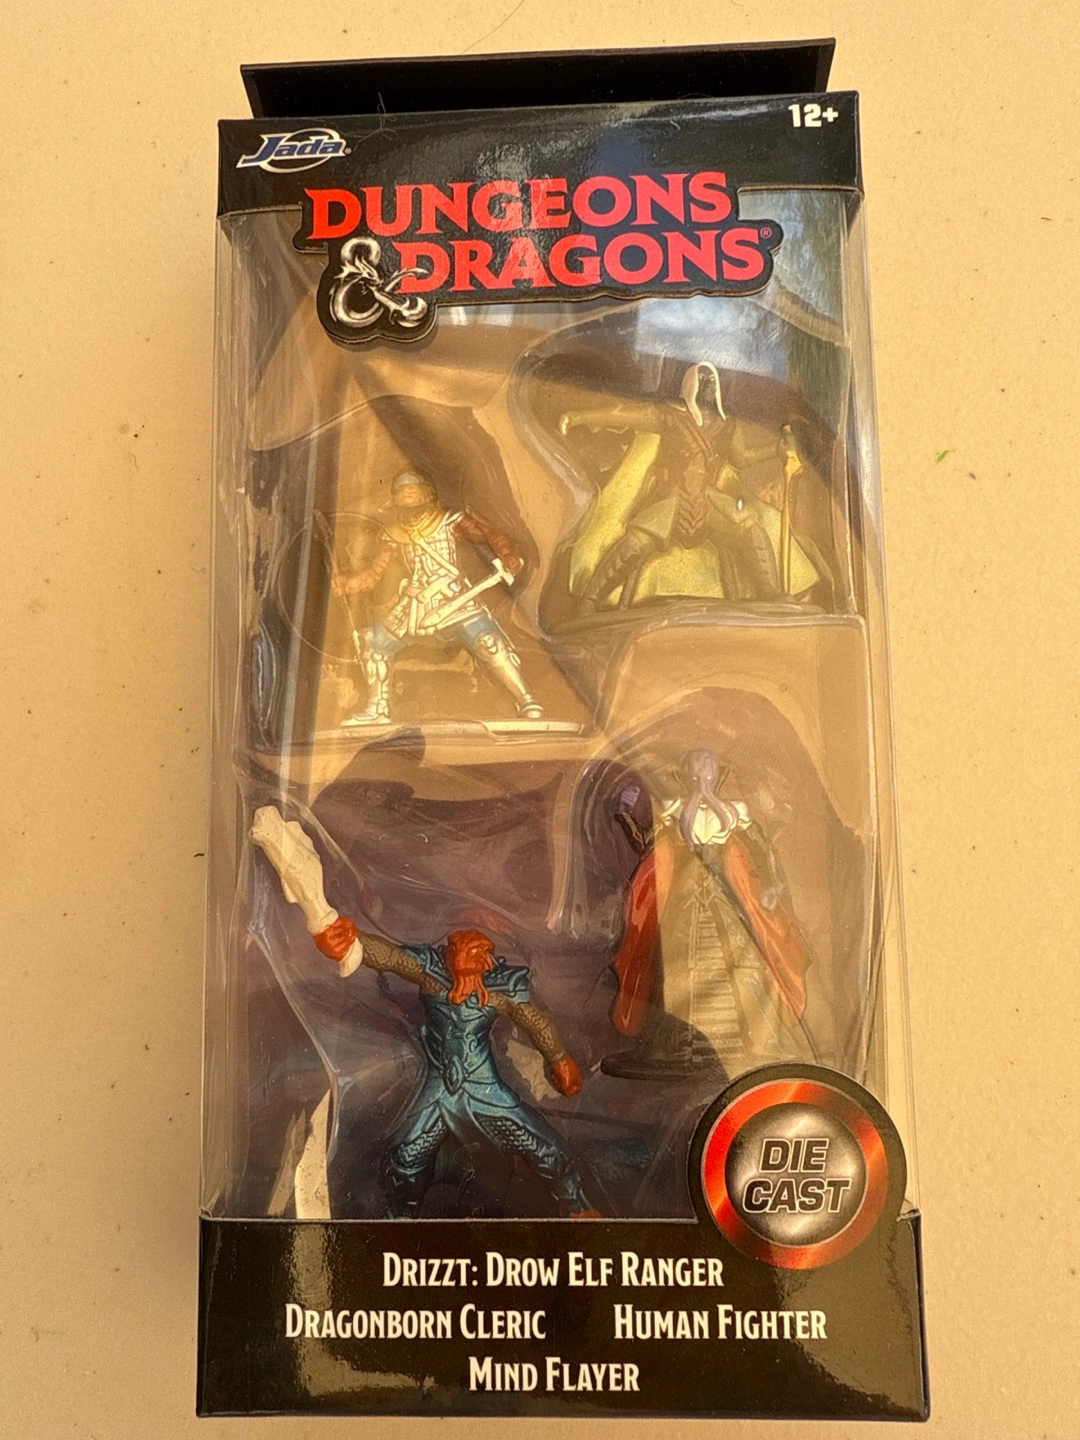 Jada®
12+
DUNGEONS
& DRAGONS®
DIE
CAST
DRIZZT: DROW ELF RANGER
DRAGONBORN CLERIC HUMAN FIGHTER
MIND FLAYER